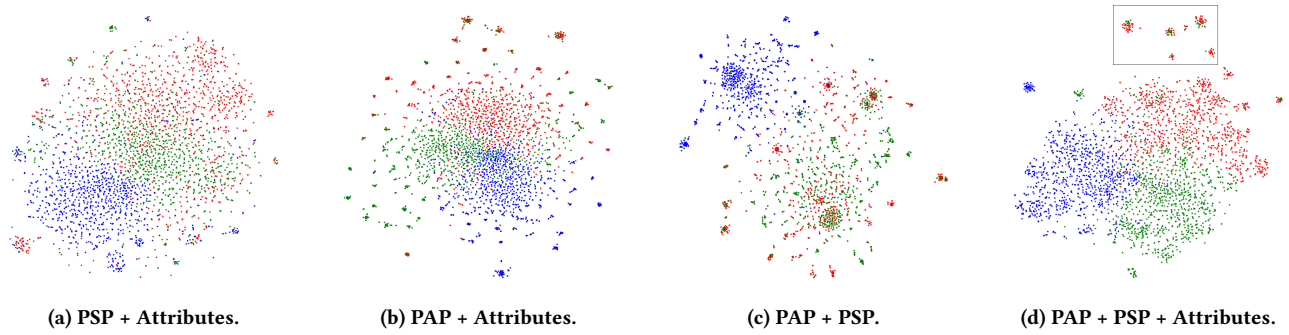 (a) PSP + Attributes.
(b) PAP + Attributes.
(c) PAP + PSP.
(d) PAP + PSP + Attributes.